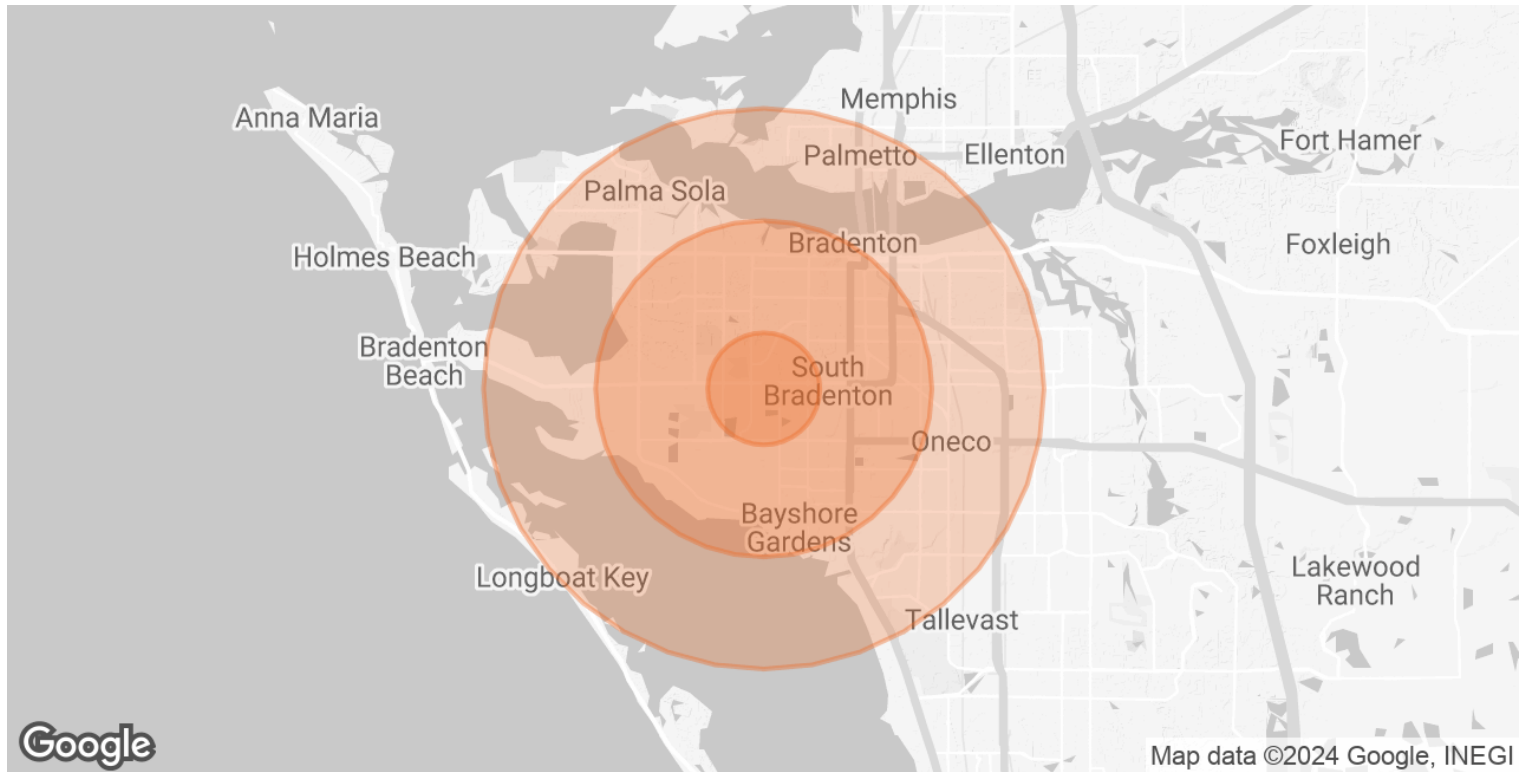 Memphis
Anna Maria
Palmetto
Ellenton
Fort Hamer
Palma Sola
Bradenton
Foxleigh
Holmes Beach
Bradenton
Beach
South
Bradenton
Oneco
Bayshore
Gardens
Longboat Key
Lakewood
Ranch
Tallevast
Google
Map data ©2024 Google, INEGI